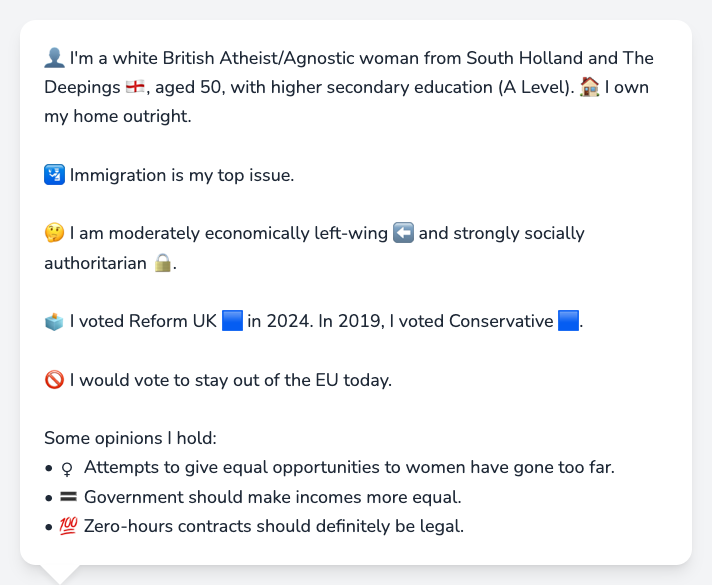 👤 I'm a white British Atheist/Agnostic woman from South Holland and The
Deepings 🏴󠁧󠁢󠁥󠁮󠁧󠁿, aged 50, with higher secondary education (A Level). 🏠 I own
my home outright.
🛂 Immigration is my top issue.
🤔 I am moderately economically left-wing ⬅️ and strongly socially
authoritarian 🔒.
🗳️ I voted Reform UK 🟦 in 2024. In 2019, I voted Conservative 🟦.
🚫 I would vote to stay out of the EU today.
Some opinions I hold:
• ♀ Attempts to give equal opportunities to women have gone too far.
• 🟰 Government should make incomes more equal.
• 💯 Zero-hours contracts should definitely be legal.